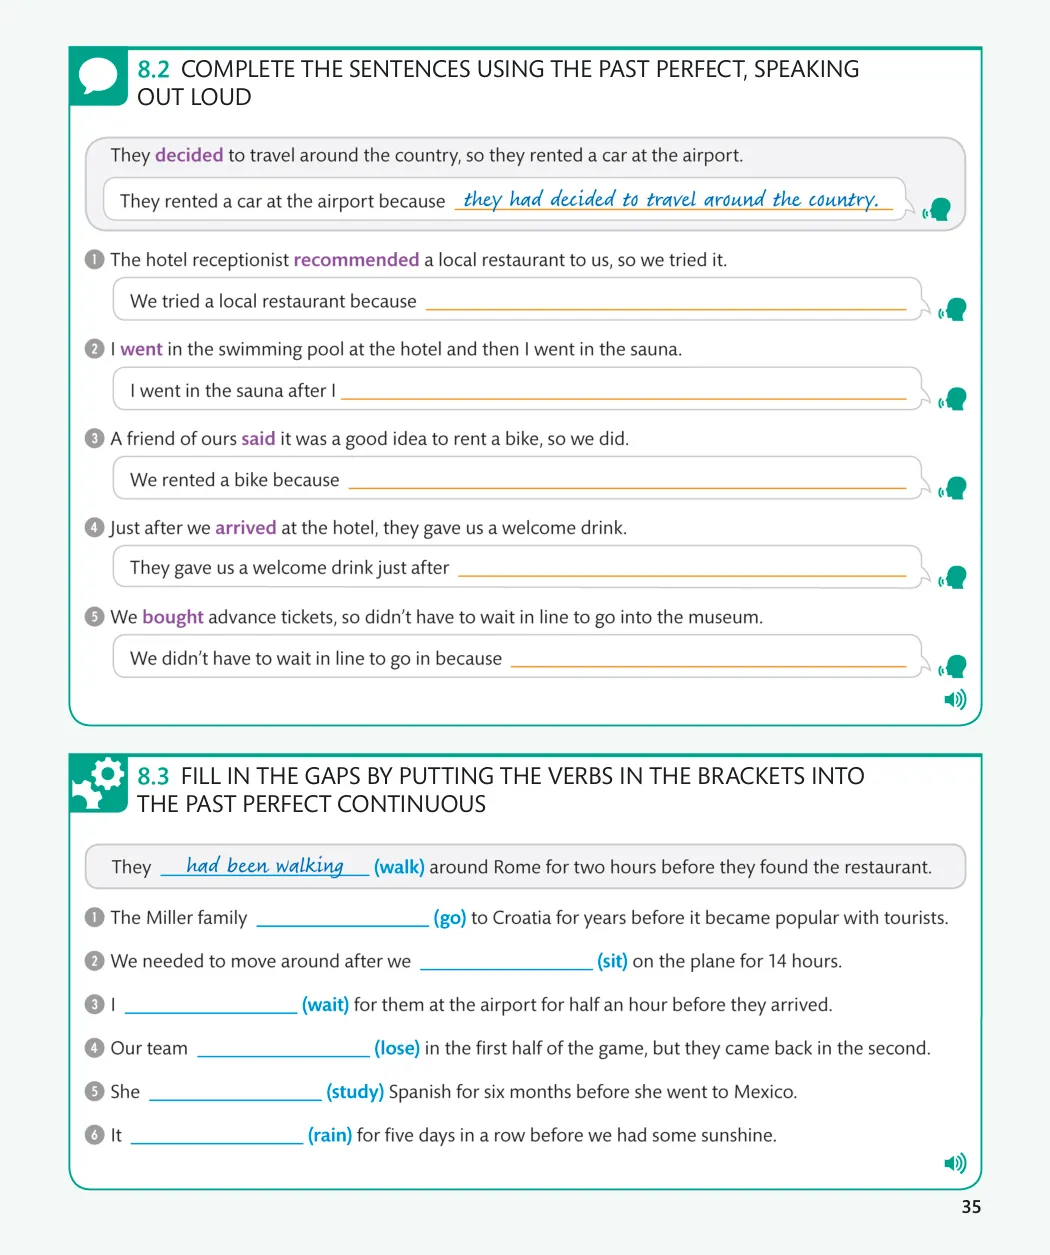 8.2 COMPLETE THE SENTENCES USING THE PAST PERFECT, SPEAKING
OUT LOUD
They decided to travel around the country, so they rented a car at the airport.
They rented a car at the airport because they had decided to travel around the country.
1 The hotel receptionist recommended a local restaurant to us, so we tried it.
We tried a local restaurant because
2 I went in the swimming pool at the hotel and then I went in the sauna.
I went in the sauna after I
3 A friend of ours said it was a good idea to rent a bike, so we did.
We rented a bike because
4 Just after we arrived at the hotel, they gave us a welcome drink.
They gave us a welcome drink just after
5 We bought advance tickets, so didn't have to wait in line to go into the museum.
We didn't have to wait in line to go in because
8.3 FILL IN THE GAPS BY PUTTING THE VERBS IN THE BRACKETS INTO
THE PAST PERFECT CONTINUOUS
They had been walking (walk) around Rome for two hours before they found the restaurant.
1 The Miller family ____ (go) to Croatia for years before it became popular with tourists.
2 We needed to move around after we ____ (sit) on the plane for 14 hours.
3 I ____ (wait) for them at the airport for half an hour before they arrived.
4 Our team ____ (lose) in the first half of the game, but they came back in the second.
5 She ____ (study) Spanish for six months before she went to Mexico.
6 It ____ (rain) for five days in a row before we had some sunshine.
35